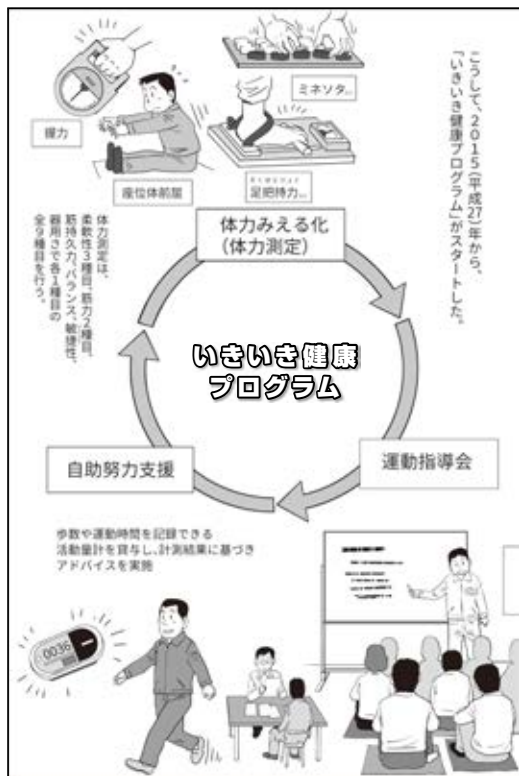 こうして、2015(平成27)年から、
「いきいき健康プログラム」がスタートした。
握力
座位体前屈
ミネソタ
足把持力
体力みえる化
(体力測定)
体力測定は、
柔軟性3種目、筋力2種目、
筋持久力、バランス、敏捷性、
器用さで各1種目の
全9種目を行う。
いきいき健康
プログラム
運動指導会
自助努力支援
歩数や運動時間を記録できる
活動量計を貸与し、計測結果に基づき
アドバイスを実施
0036